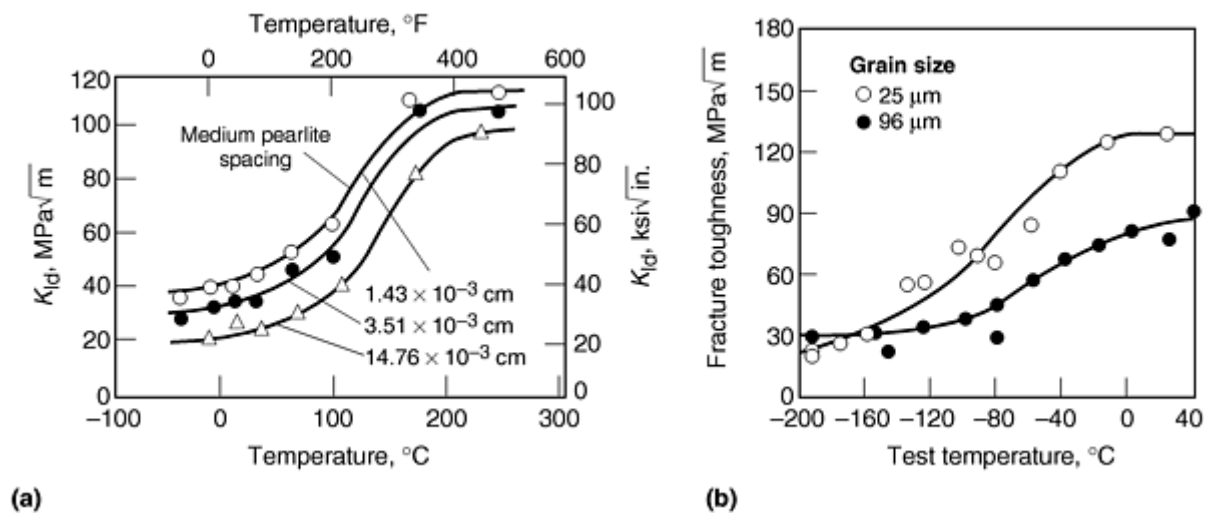 Temperature, °F
0 200 400 600
120
100
80
60
40
20
0
K_Id, MPa√m
Medium pearlite
spacing
1.43 × 10⁻³ cm
3.51 × 10⁻³ cm
14.76 × 10⁻³ cm
100
80
60
40
20
0
K_Id, ksi√in.
−100 0 100 200 300
Temperature, °C
(a)
180
150
120
90
60
30
0
Fracture toughness, MPa√m
Grain size
25 μm
96 μm
−200 −160 −120 −80 −40 0 40
Test temperature, °C
(b)